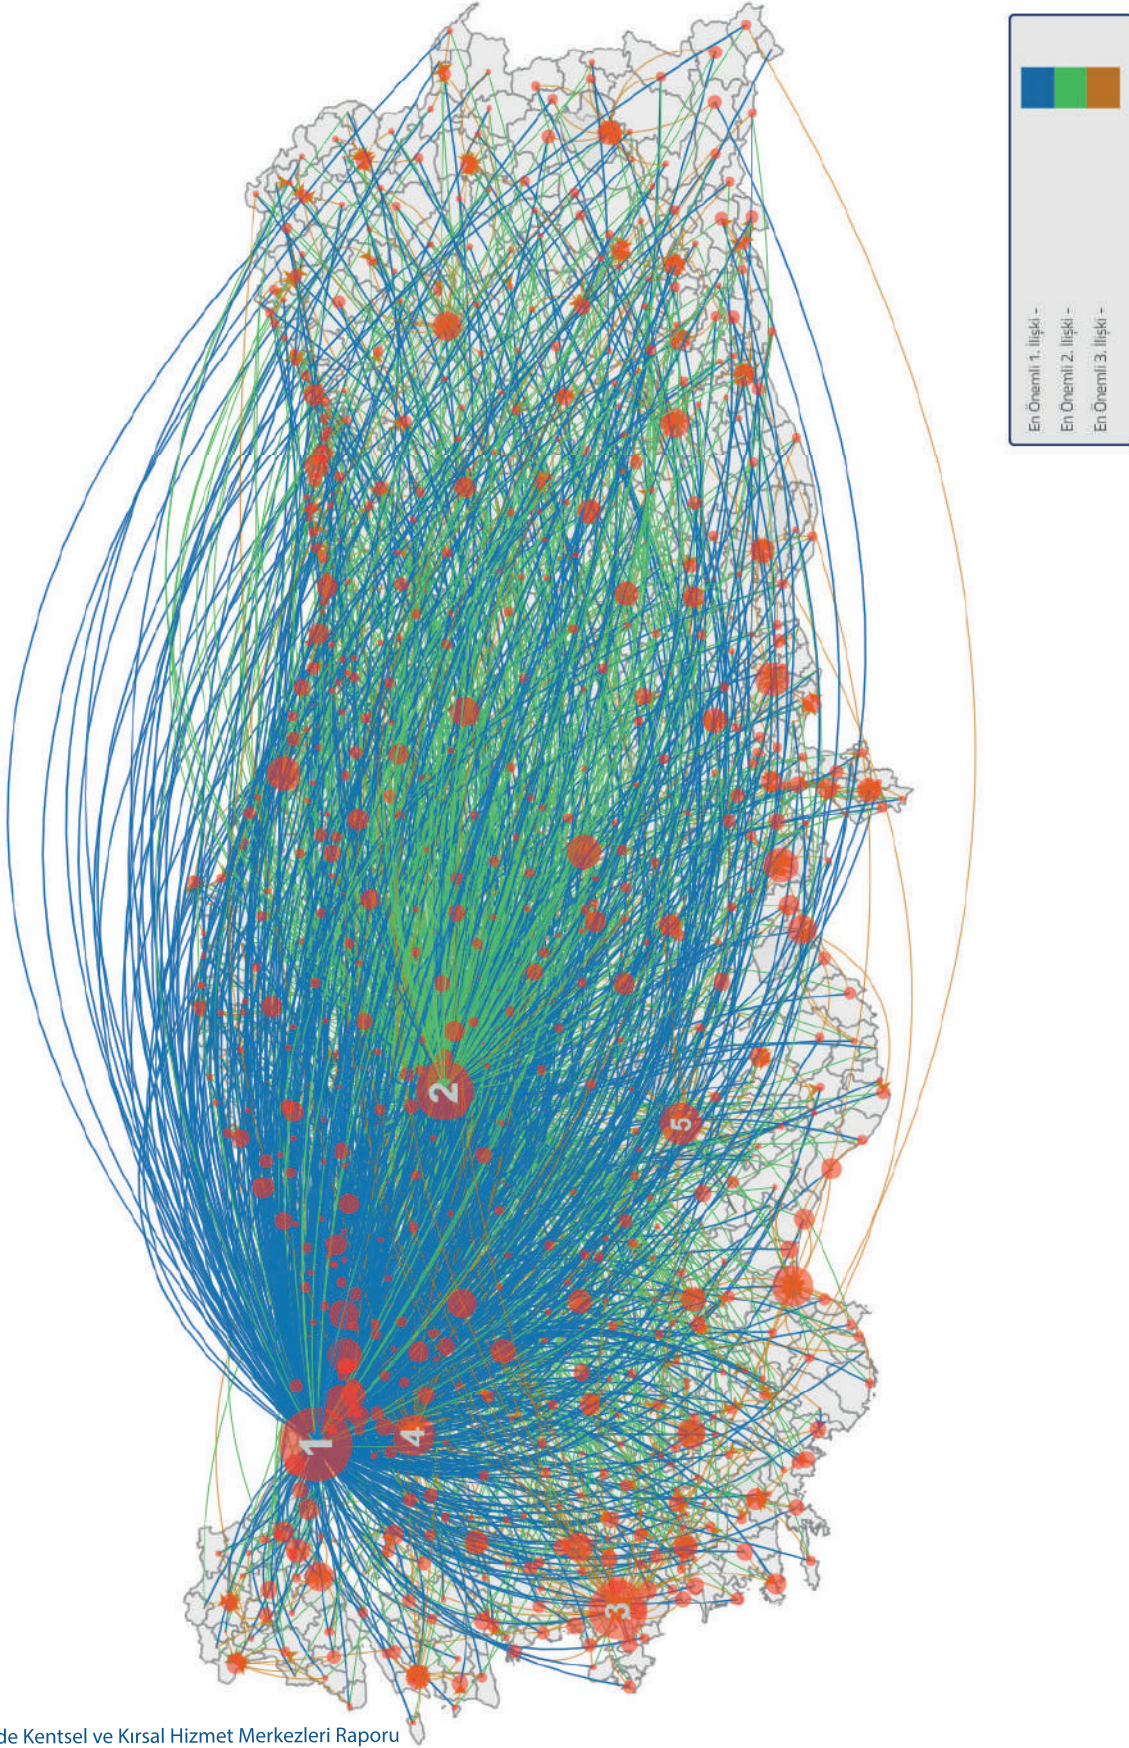 En Önemli 1. İlişki -
En Önemli 2. İlişki -
En Önemli 3. İlişki -
1
2
3
4
5
de Kentsel ve Kırsal Hizmet Merkezleri Raporu